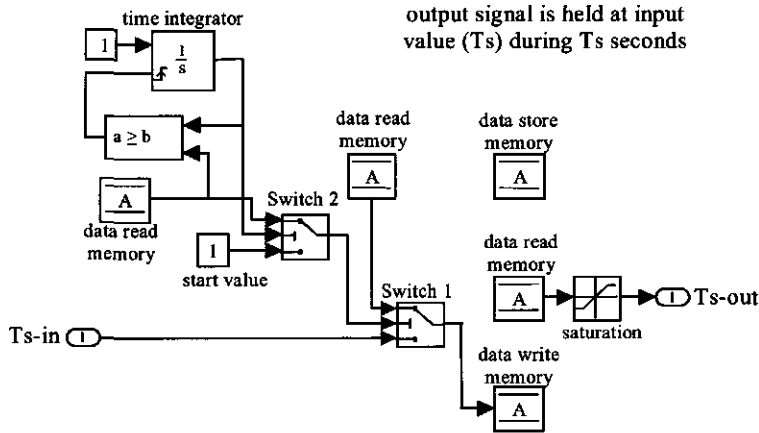 output signal is held at input
value (Ts) during Ts seconds
time integrator
1
1
s
a ≥ b
data read
memory
A
data store
memory
A
A
data read
memory
Switch 2
1
start value
data read
memory
A
saturation
1 Ts-out
Switch 1
Ts-in 1
data write
memory
A